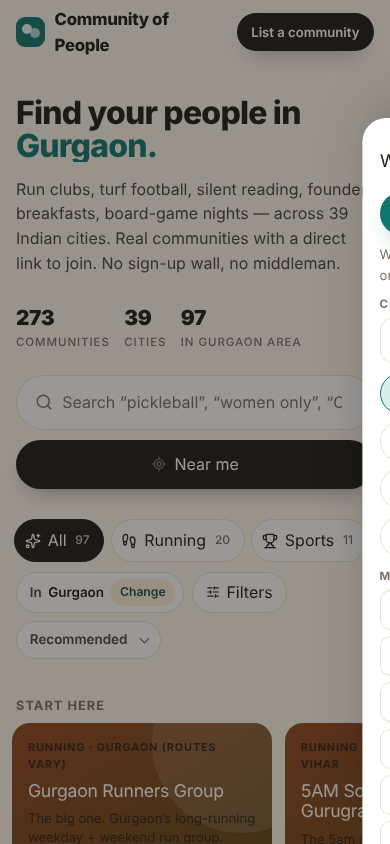 Community of
People
List a community
Find your people in
Gurgaon.
Run clubs, turf football, silent reading, founder
breakfasts, board-game nights — across 39
Indian cities. Real communities with a direct
link to join. No sign-up wall, no middleman.
273 39 97
COMMUNITIES CITIES IN GURGAON AREA
Search “pickleball”, “women only”, “C
Near me
All 97 Running 20 Sports 11
In Gurgaon Change Filters
Recommended
START HERE
RUNNING · GURGAON (ROUTES
VARY)
Gurgaon Runners Group
The big one. Gurgaon's long-running
weekday + weekend run group.
RUNNING
VIHAR
5AM So
Gurugra
The 5am g
W
W
or
C
M